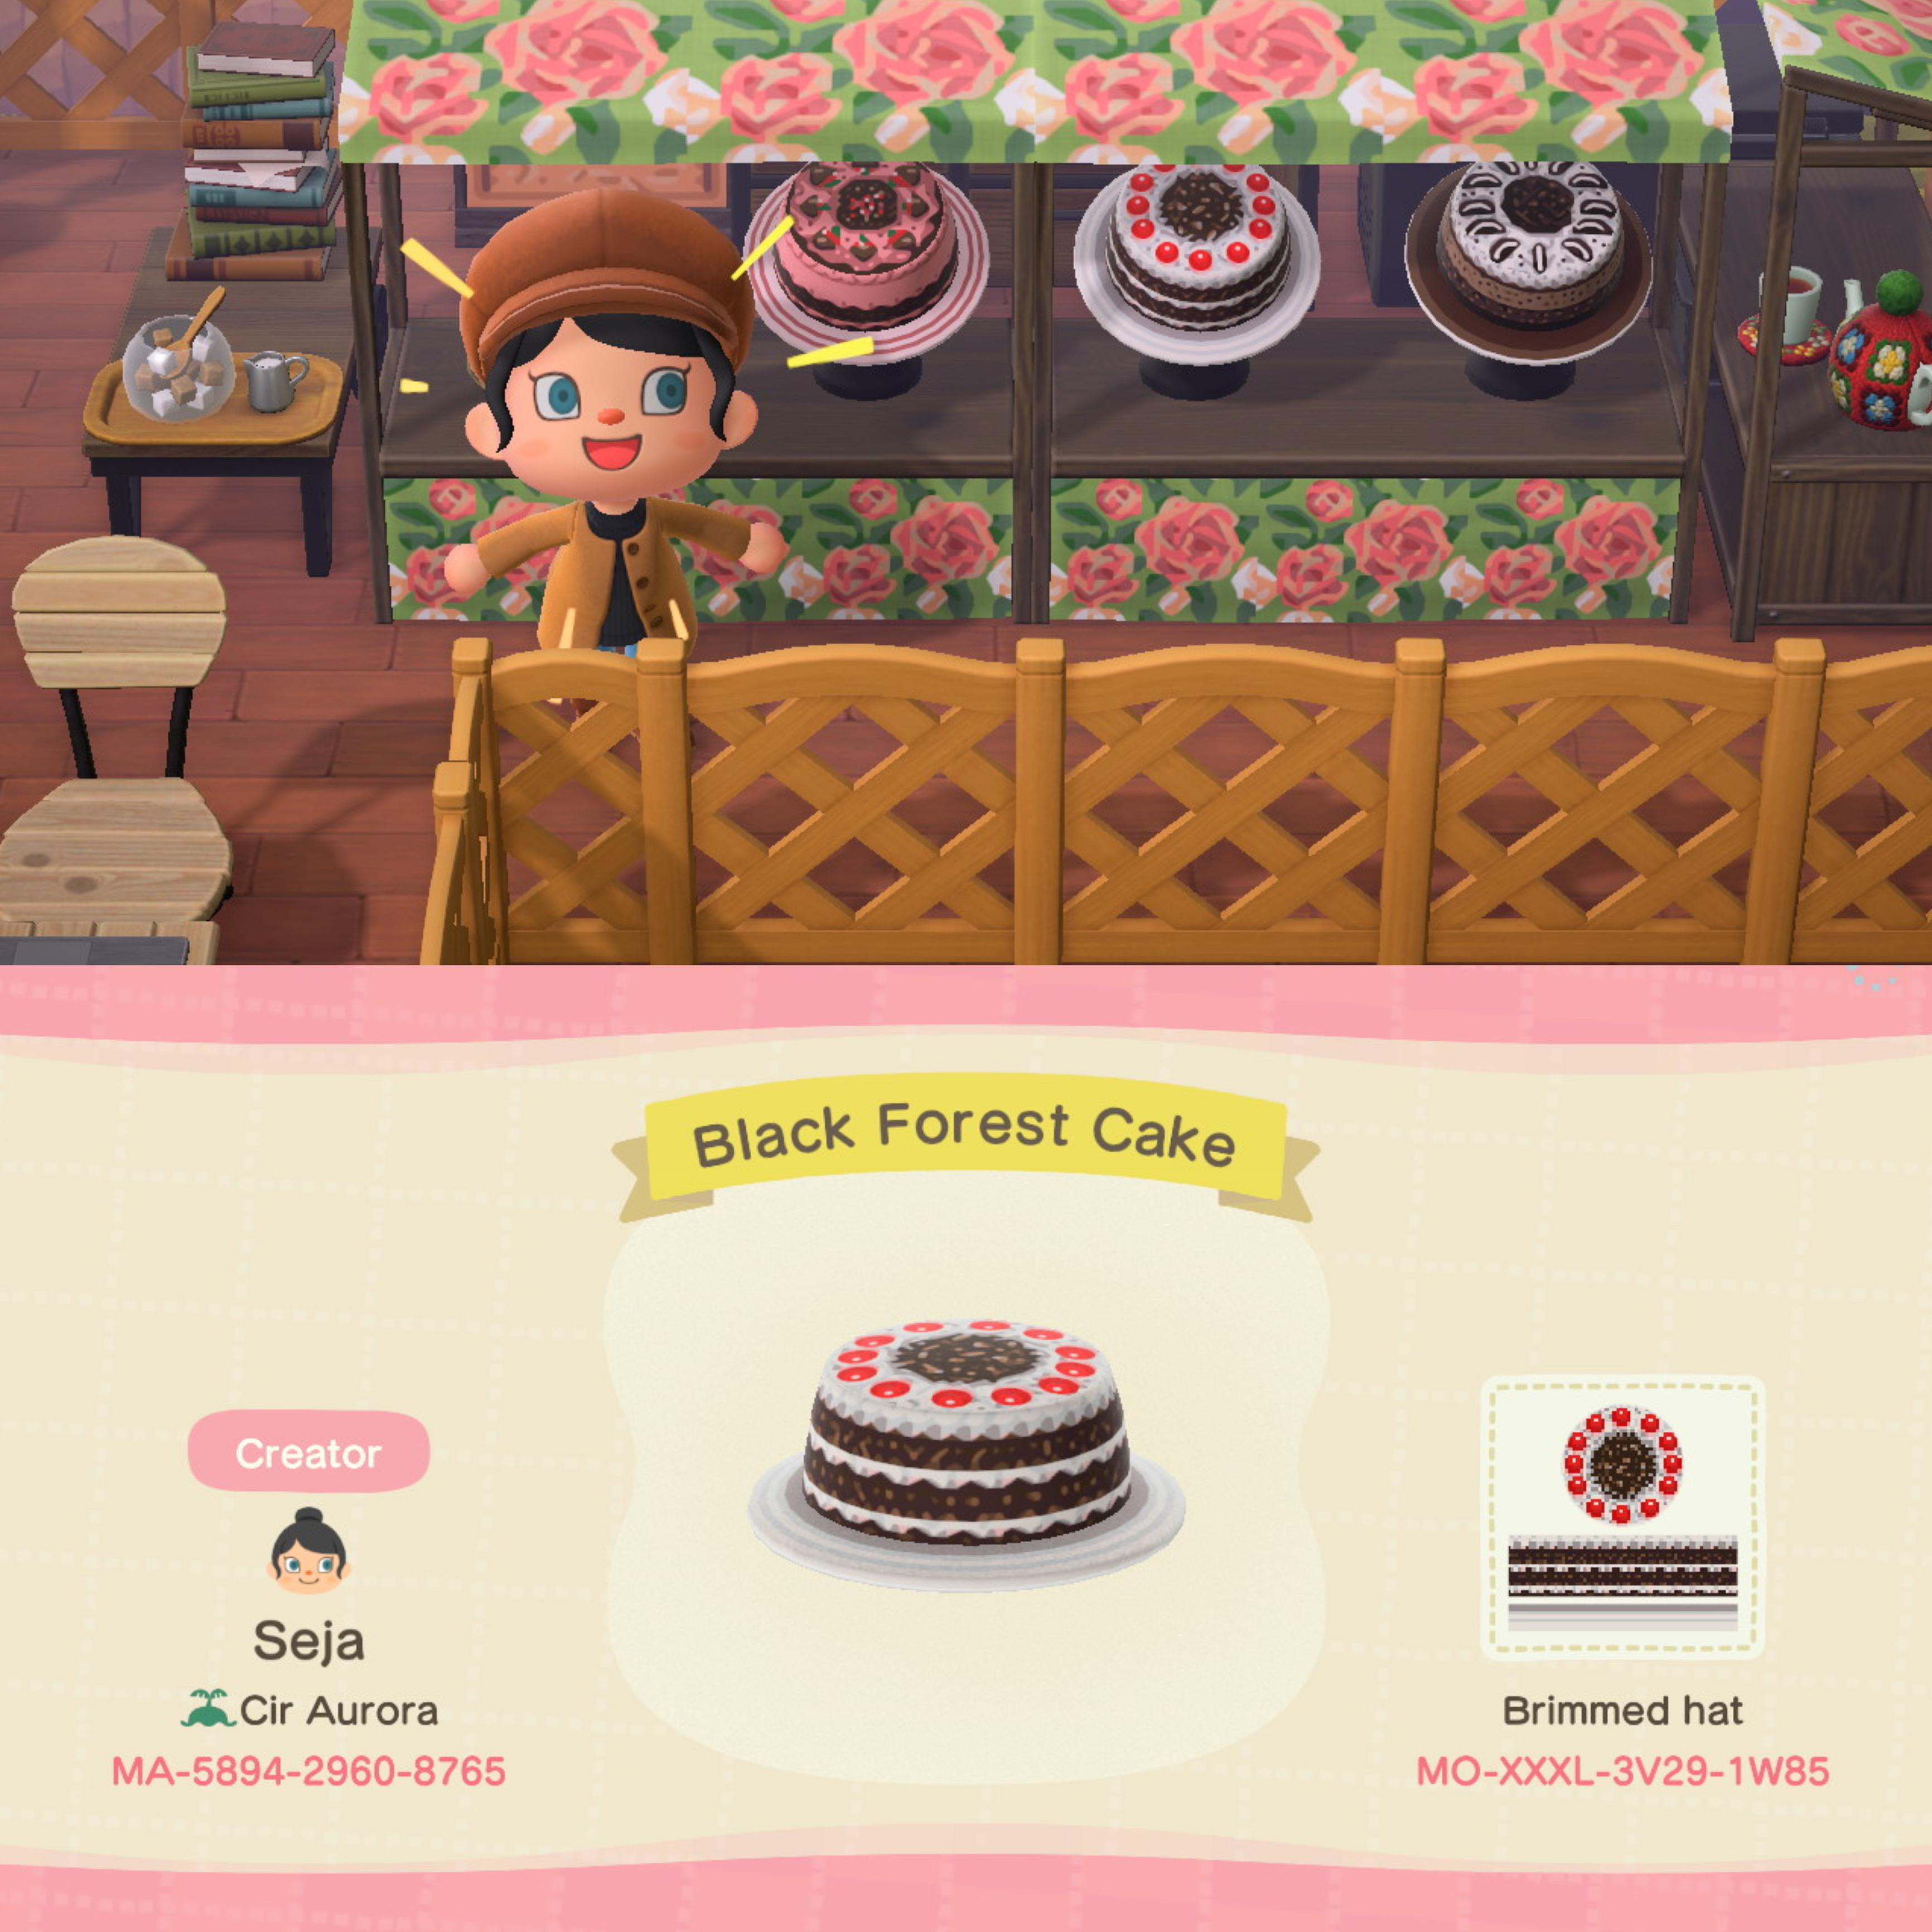 Black Forest Cake
Creator
Seja
Cir Aurora
MA-5894-2960-8765
Brimmed hat
MO-XXXL-3V29-1W85